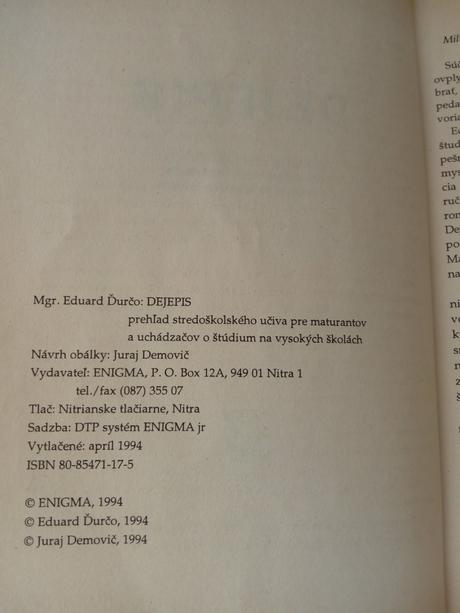 Mgr. Eduard Ďurčo: DEJEPIS
prehľad stredoškolského učiva pre maturantov
a uchádzačov o štúdium na vysokých školách
Návrh obálky: Juraj Demovič
Vydavateľ: ENIGMA, P. O. Box 12A, 949 01 Nitra 1
tel./fax (087) 355 07
Tlač: Nitrianske tlačiarne, Nitra
Sadzba: DTP systém ENIGMA jr
Vytlačené: apríl 1994
ISBN 80-85471-17-5
© ENIGMA, 1994
© Eduard Ďurčo, 1994
© Juraj Demovič, 1994